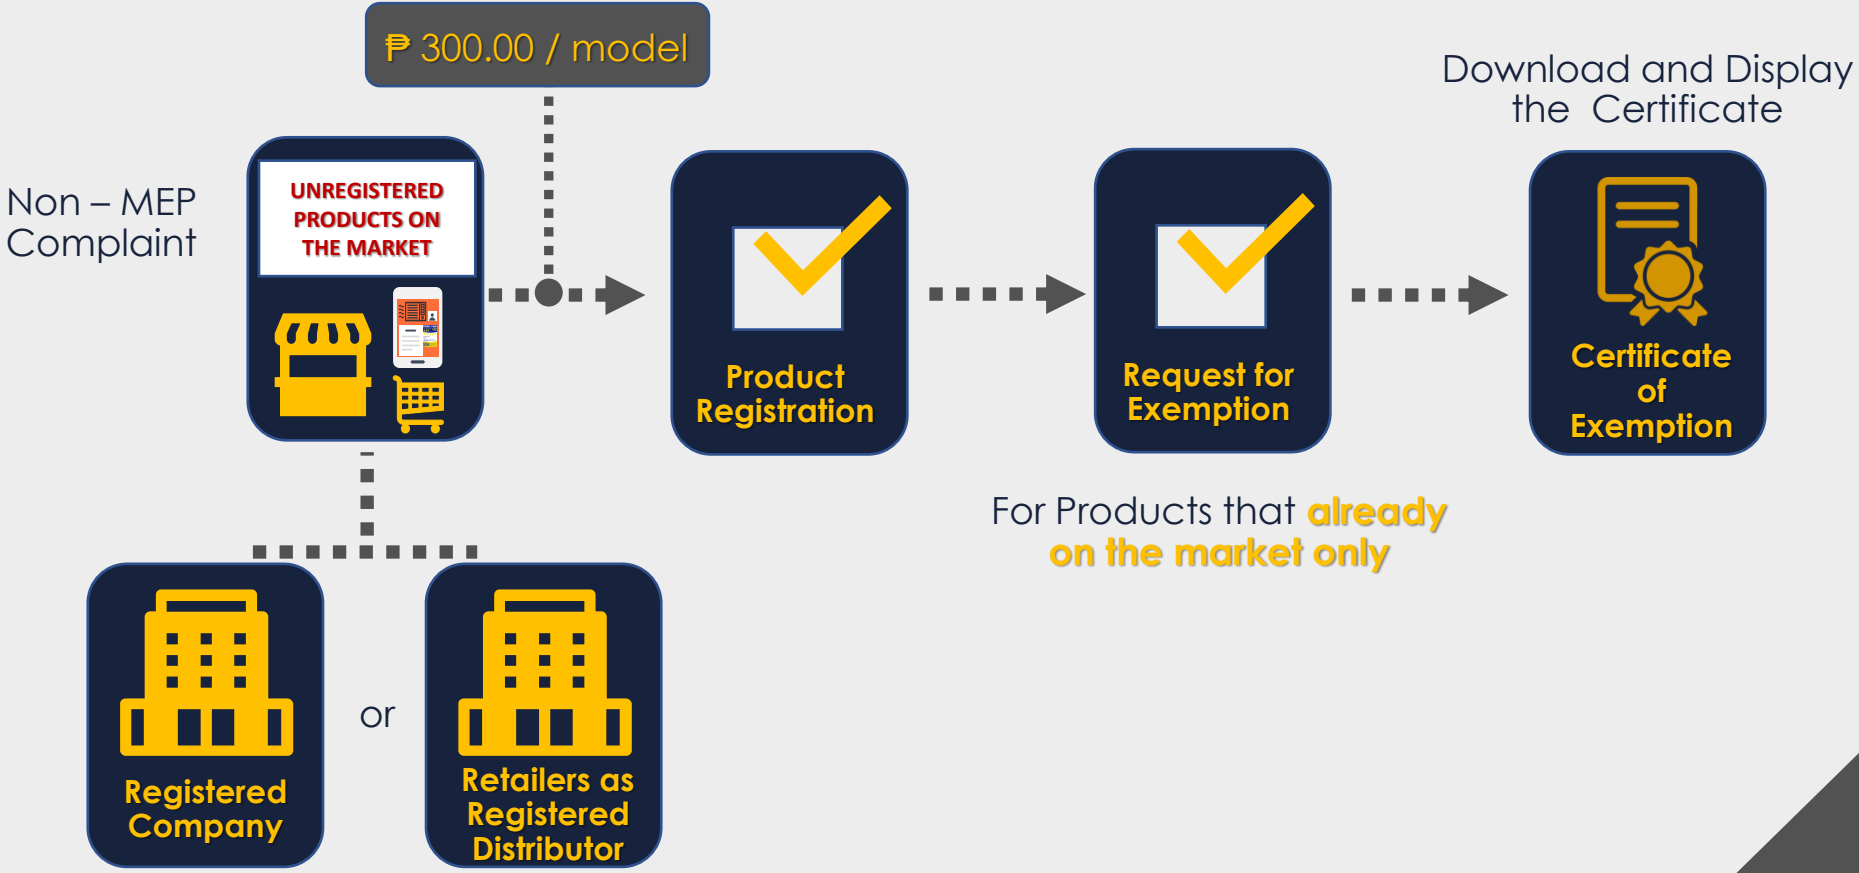 ₱ 300.00 / model
Download and Display
the Certificate
Non – MEP
Complaint
UNREGISTERED
PRODUCTS ON
THE MARKET
Product
Registration
Request for
Exemption
Certificate
of
Exemption
For Products that already
on the market only
Registered
Company
or
Retailers as
Registered
Distributor